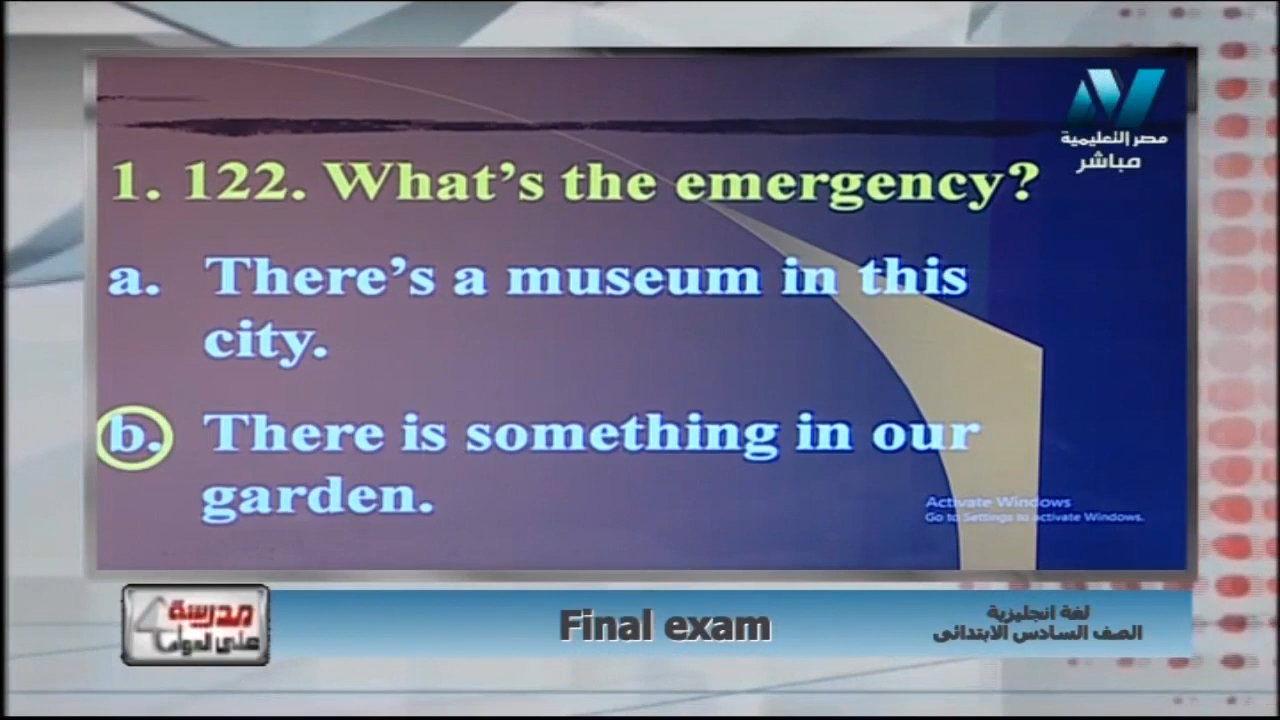 مصر التعليمية
مباشر
1. 122. What's the emergency?
a. There's a museum in this
city.
b. There is something in our
garden.
Activate Windows
Go to Settings to activate Windows.
مدرسة
على الهواء
Final exam
لغة انجليزية
الصف السادس الابتدائى